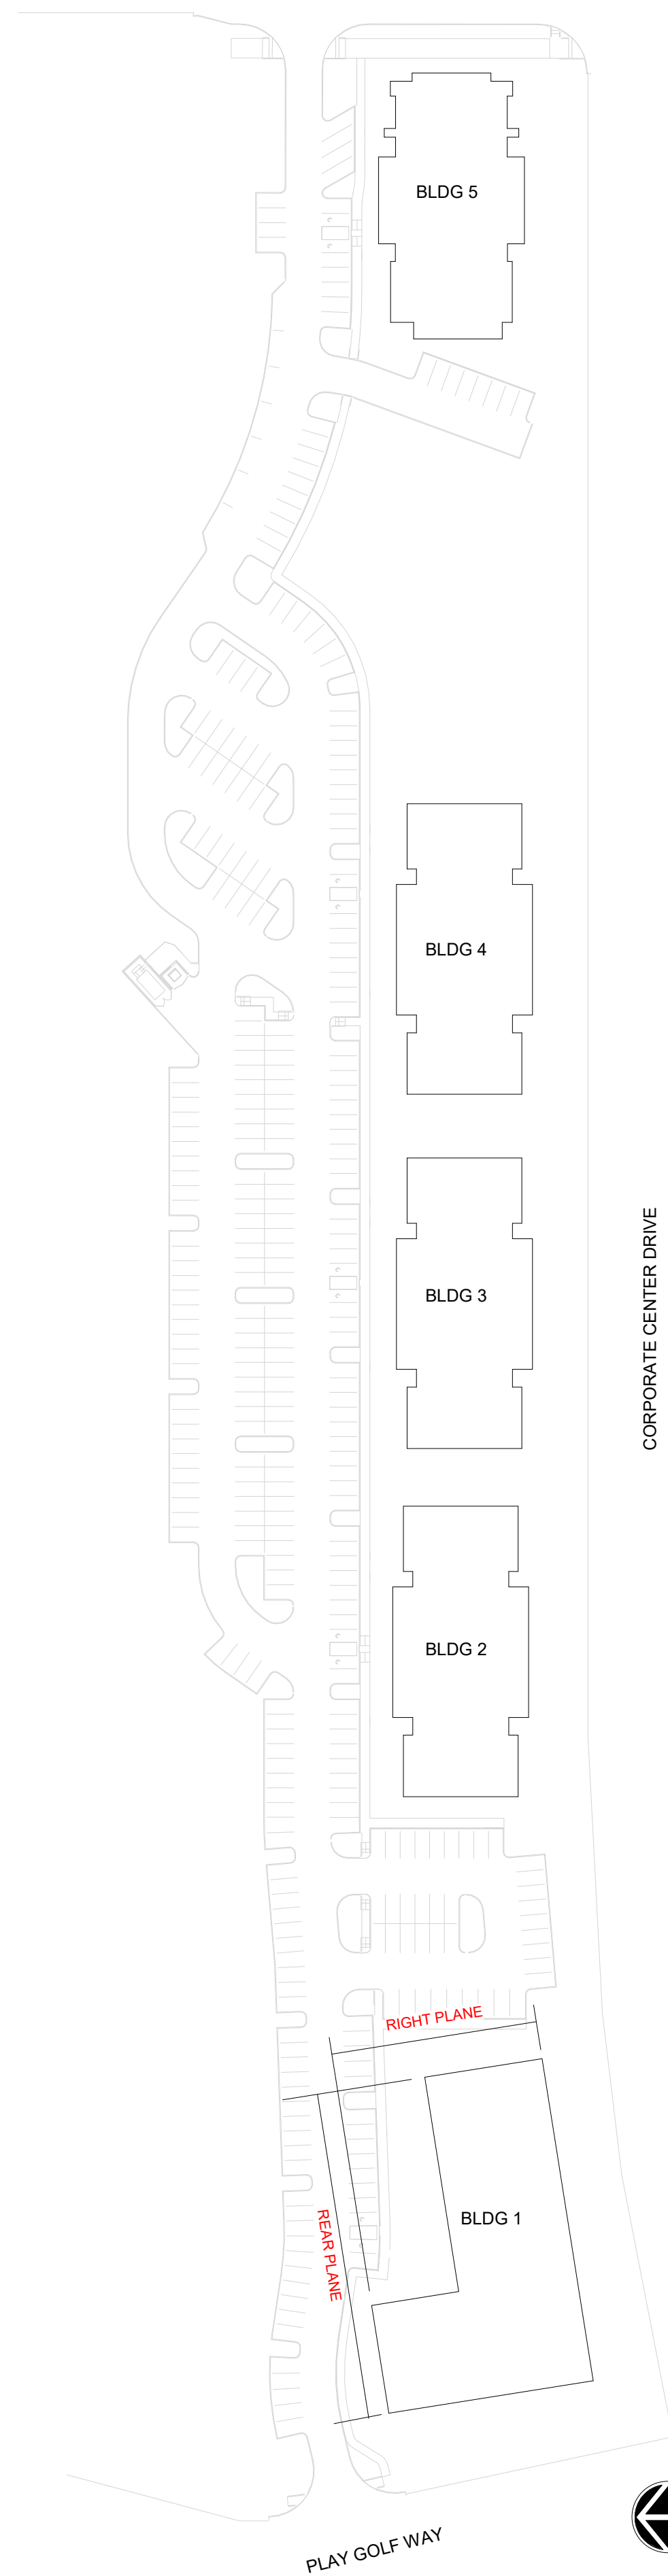 BLDG 5
BLDG 4
CORPORATE CENTER DRIVE
BLDG 3
BLDG 2
RIGHT PLANE
BLDG 1
REAR PLANE
PLAY GOLF WAY